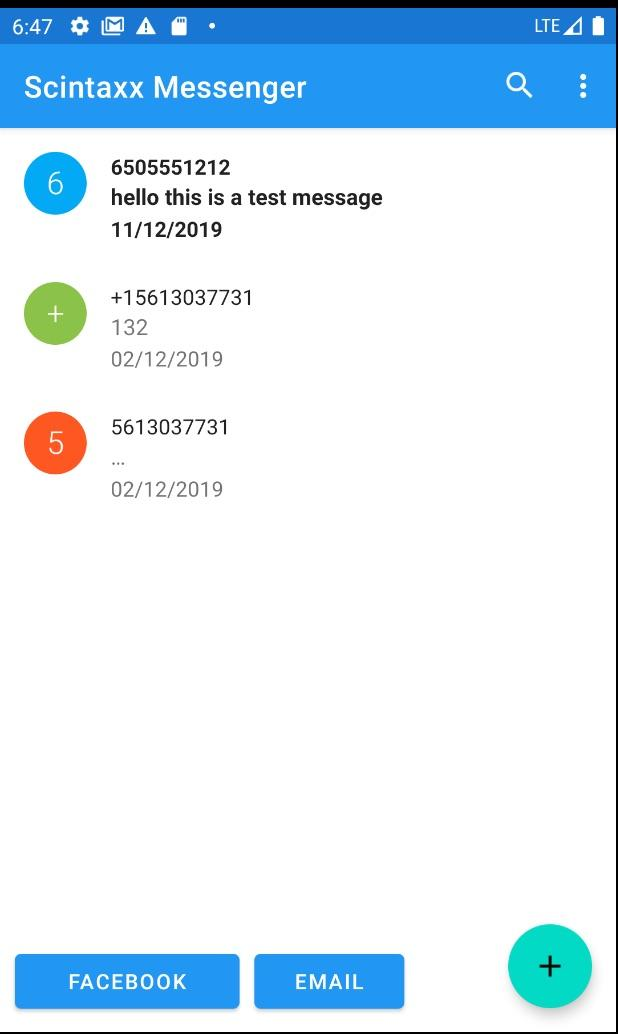 6:47 LTE
Scintaxx Messenger
6 6505551212
hello this is a test message
11/12/2019
+ +15613037731
132
02/12/2019
5 5613037731
...
02/12/2019
FACEBOOK EMAIL +